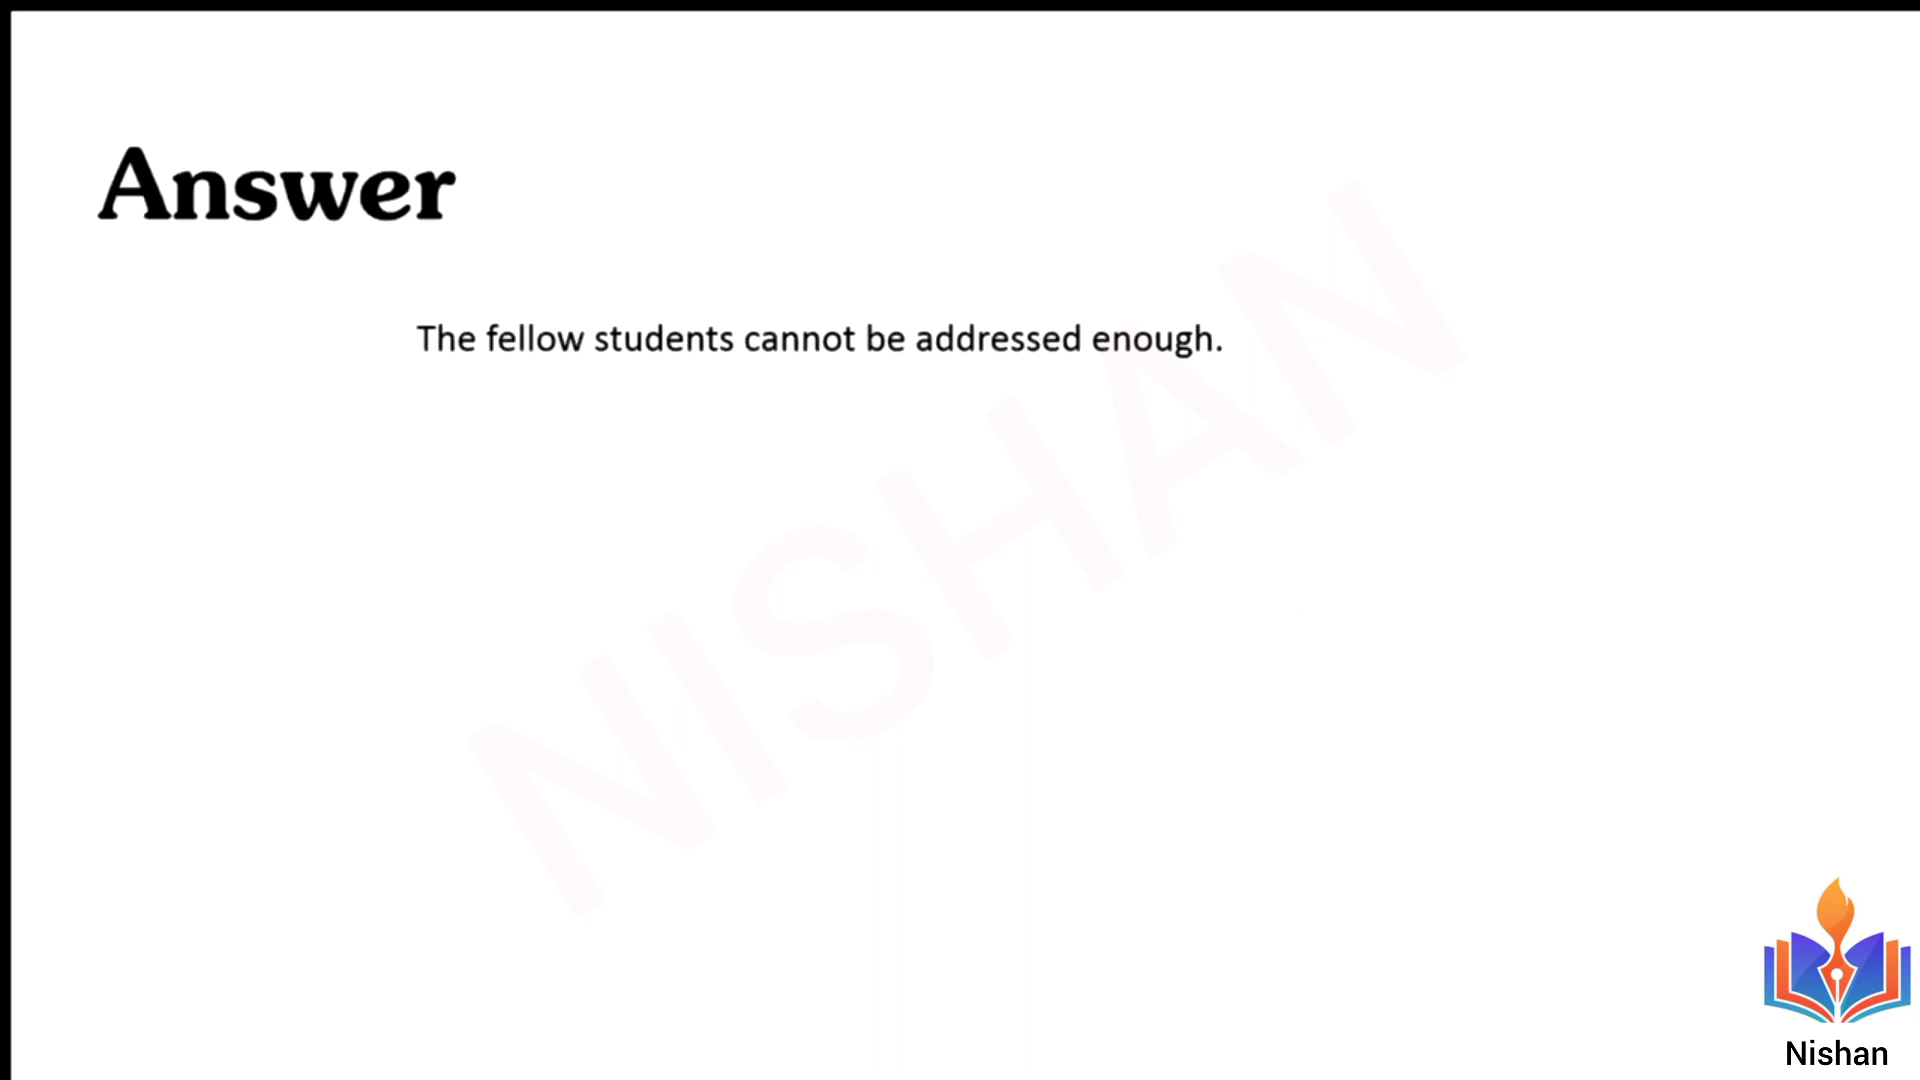 Answer
The fellow students cannot be addressed enough.
NISHAN
Nishan